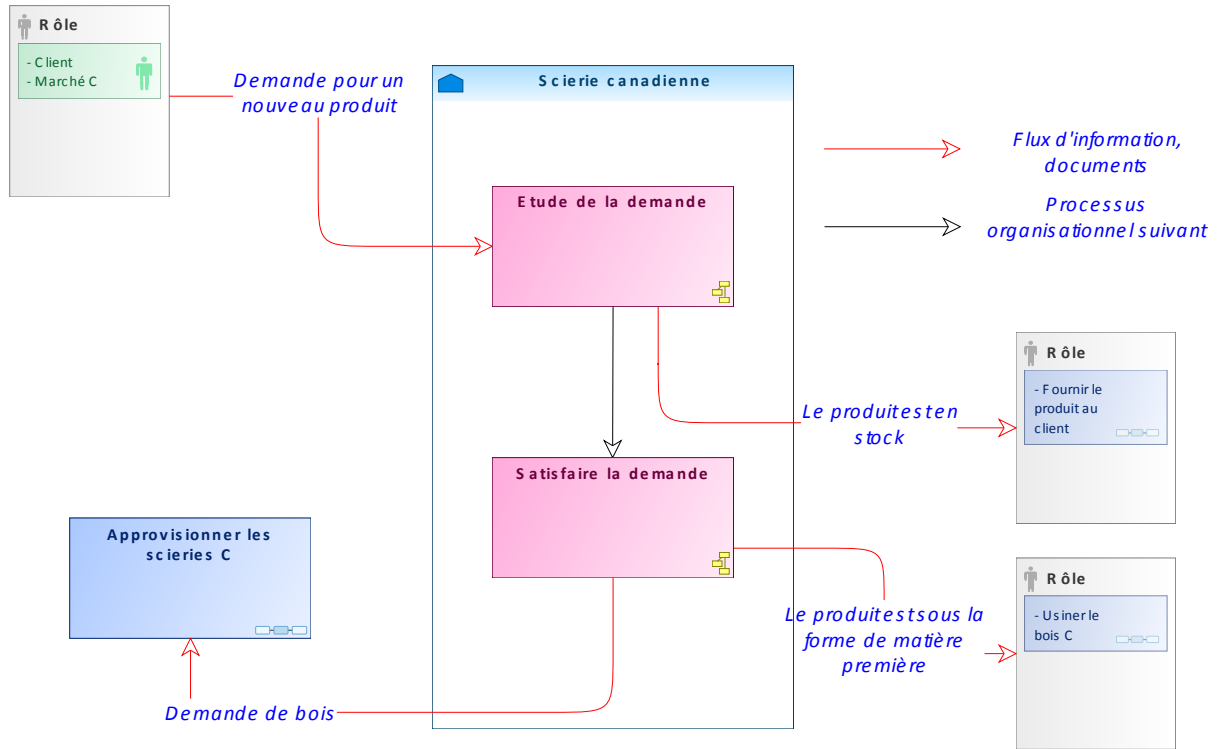 Rôle
- Client
- Marché C
Demande pour un
nouveau produit
Scierie canadienne
Flux d'information,
documents
Processus
organisationnel suivant
Etude de la demande
Rôle
- Fournir le
produit au
client
Le produit est en
stock
Satisfaire la demande
Approvisionner les
scieries C
Rôle
- Usiner le
bois C
Le produit est sous la
forme de matière
première
Demande de bois